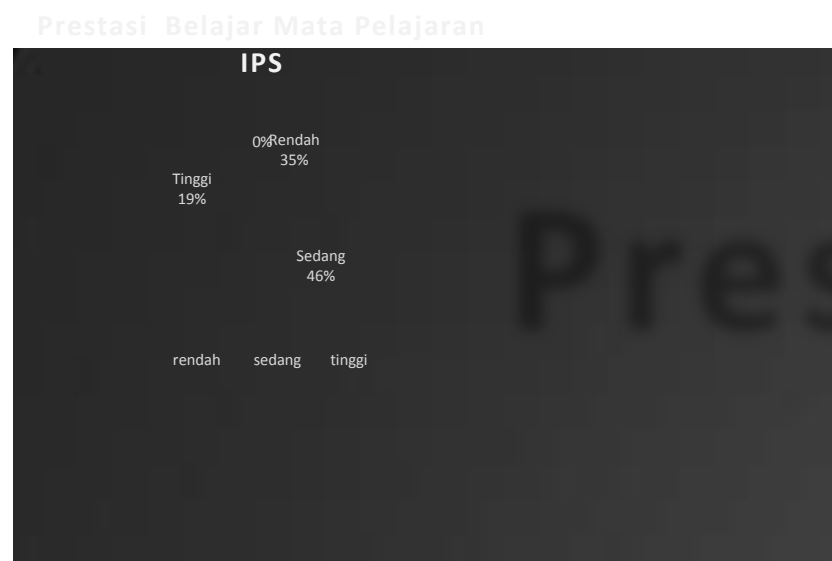 Prestasi Belajar Mata Pelajaran
IPS
0%
Rendah
35%
Tinggi
19%
Sedang
46%
rendah sedang tinggi
Pres